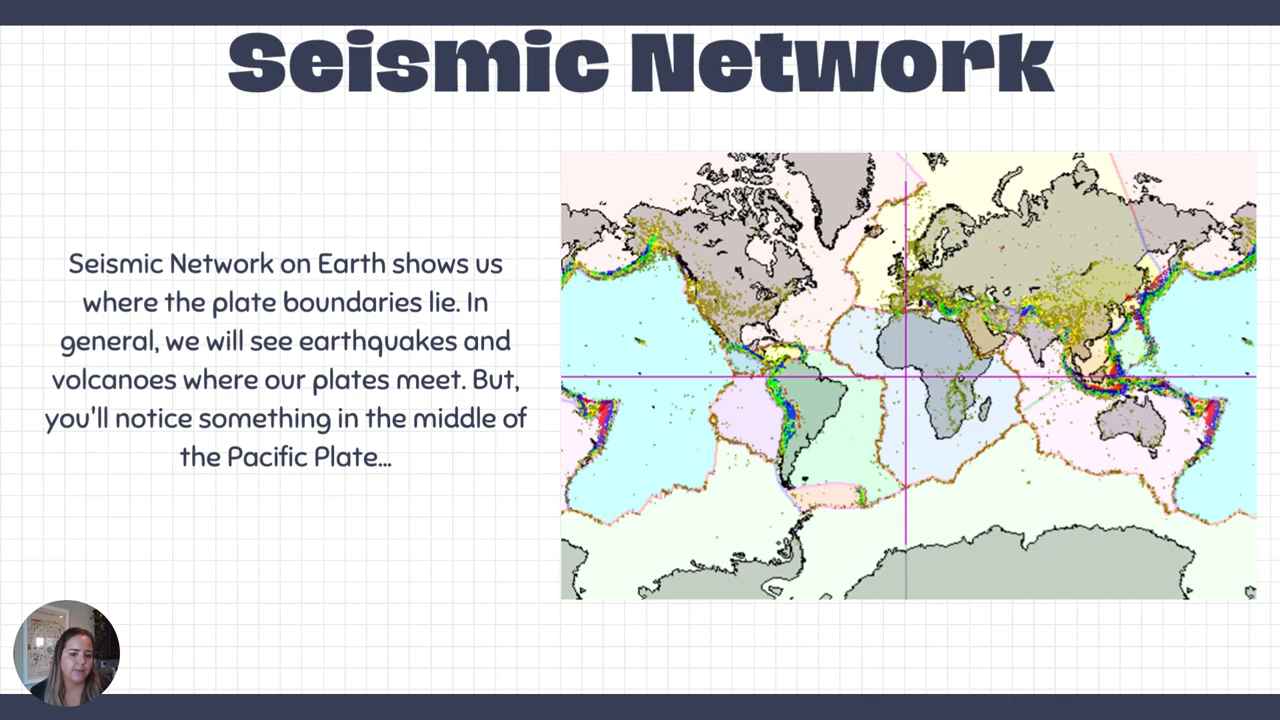 Seismic Network
Seismic Network on Earth shows us
where the plate boundaries lie. In
general, we will see earthquakes and
volcanoes where our plates meet. But,
you'll notice something in the middle of
the Pacific Plate...